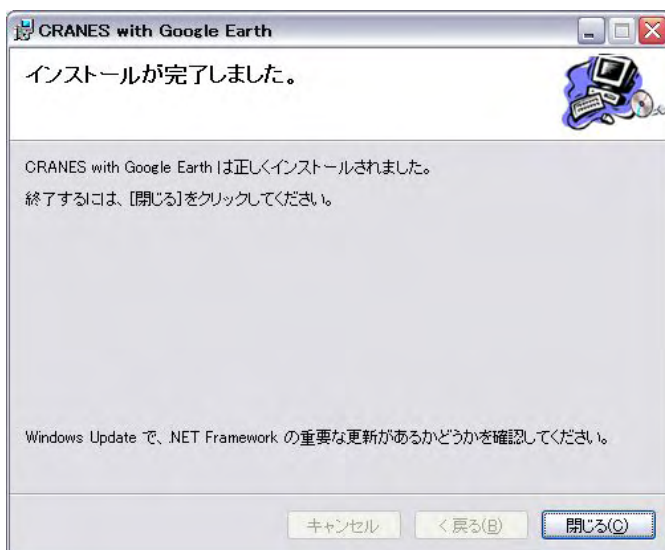 CRANES with Google Earth
インストールが完了しました。
CRANES with Google Earth は正しくインストールされました。
終了するには、[閉じる]をクリックしてください。
Windows Update で、.NET Framework の重要な更新があるかどうかを確認してください。
キャンセル
< 戻る(B)
閉じる(C)